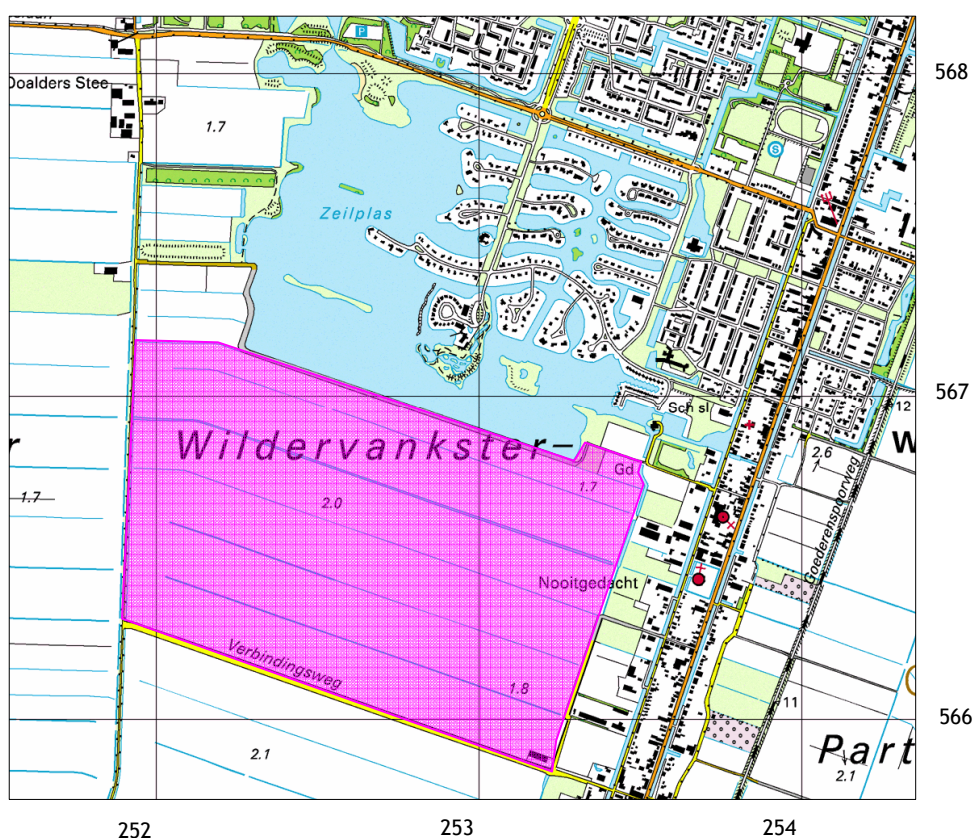 P
568
Doalders Stee
1.7
S
Zeilplas
567
Sch sl
12
Wildervankster-
W
r
Gd
2.6
1
1.7
1.7
2.0
Goederenspoorweg
Nooitgedacht
Verbindingsweg
1.8
11
566
2.1
Part
2.1
252
253
254